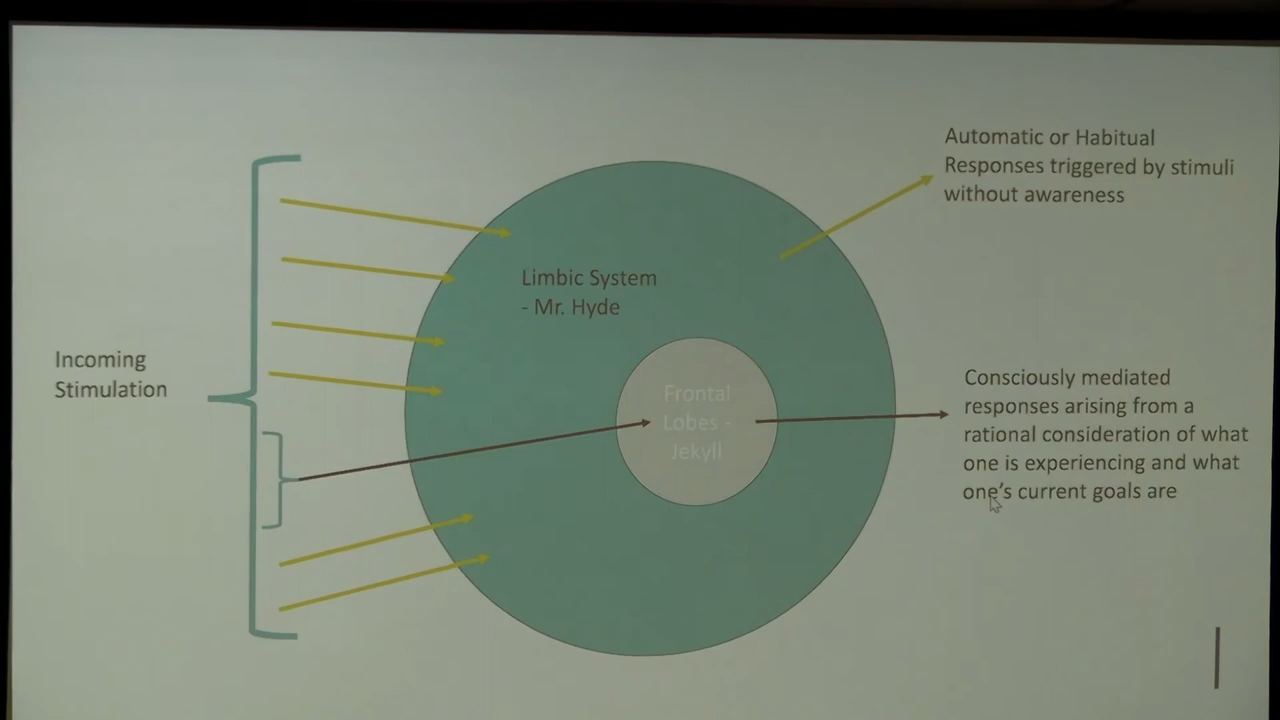 Incoming
Stimulation
Limbic System
- Mr. Hyde
Frontal
Lobes -
Jekyll
Automatic or Habitual
Responses triggered by stimuli
without awareness
Consciously mediated
responses arising from a
rational consideration of what
one is experiencing and what
one's current goals are